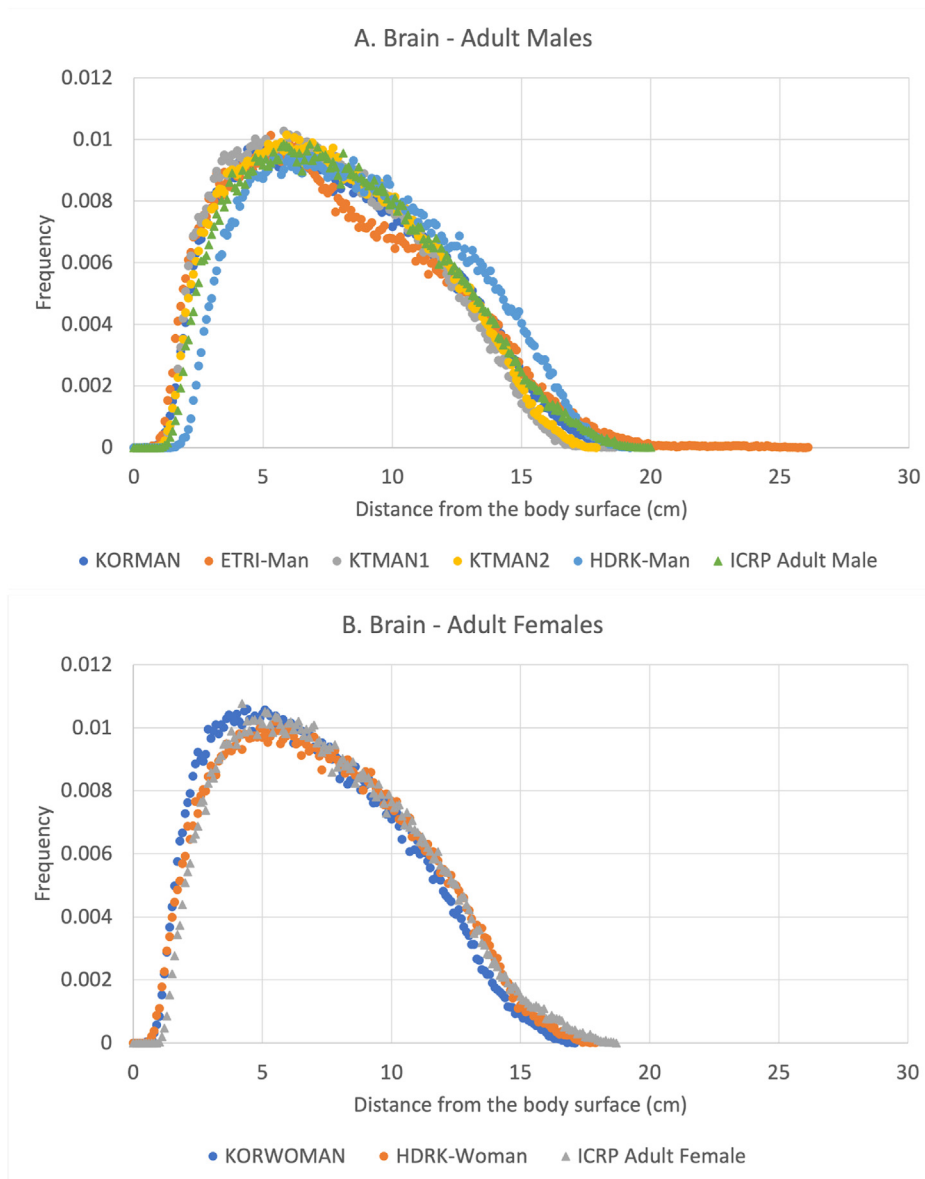 A. Brain - Adult Males
0.012
0.01
0.008
0.006
0.004
0.002
0
Frequency
0 5 10 15 20 25 30
Distance from the body surface (cm)
KORMAN ETRI-Man KTMAN1 KTMAN2 HDRK-Man ICRP Adult Male
B. Brain - Adult Females
0.012
0.01
0.008
0.006
0.004
0.002
0
Frequency
0 5 10 15 20 25 30
Distance from the body surface (cm)
KORWOMAN HDRK-Woman ICRP Adult Female